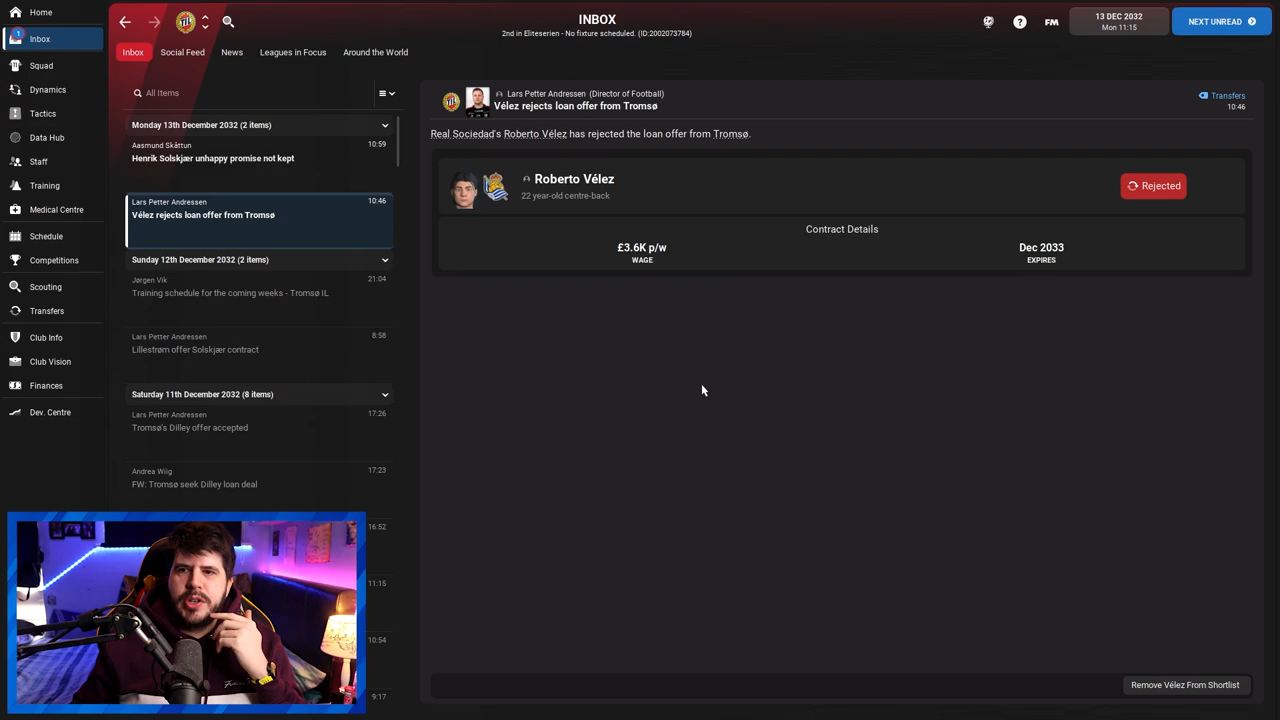 Home
1
Inbox
Squad
Dynamics
Tactics
Data Hub
Staff
Training
Medical Centre
Schedule
Competitions
Scouting
Transfers
Club Info
Club Vision
Finances
Dev. Centre
TIL
INBOX
2nd in Eliteserien - No fixture scheduled. (ID:2002073784)
?
FM
13 DEC 2032
Mon 11:15
NEXT UNREAD
Inbox
Social Feed
News
Leagues in Focus
Around the World
All Items
Monday 13th December 2032 (2 items)
Aasmund Skåttun
10:59
Henrik Solskjær unhappy promise not kept
Lars Petter Andressen
10:46
Vélez rejects loan offer from Tromsø
Sunday 12th December 2032 (2 items)
Jørgen Vik
21:04
Training schedule for the coming weeks - Tromsø IL
Lars Petter Andressen
8:58
Lillestrøm offer Solskjær contract
Saturday 11th December 2032 (8 items)
Lars Petter Andressen
17:26
Tromsø's Dilley offer accepted
Andrea Wiig
17:23
FW: Tromsø seek Dilley loan deal
16:52
11:15
10:54
9:17
TIL
Lars Petter Andressen (Director of Football)
Vélez rejects loan offer from Tromsø
Transfers
10:46
Real Sociedad's Roberto Vélez has rejected the loan offer from Tromsø.
Roberto Vélez
22 year-old centre-back
Rejected
Contract Details
£3.6K p/w
WAGE
Dec 2033
EXPIRES
Remove Vélez From Shortlist